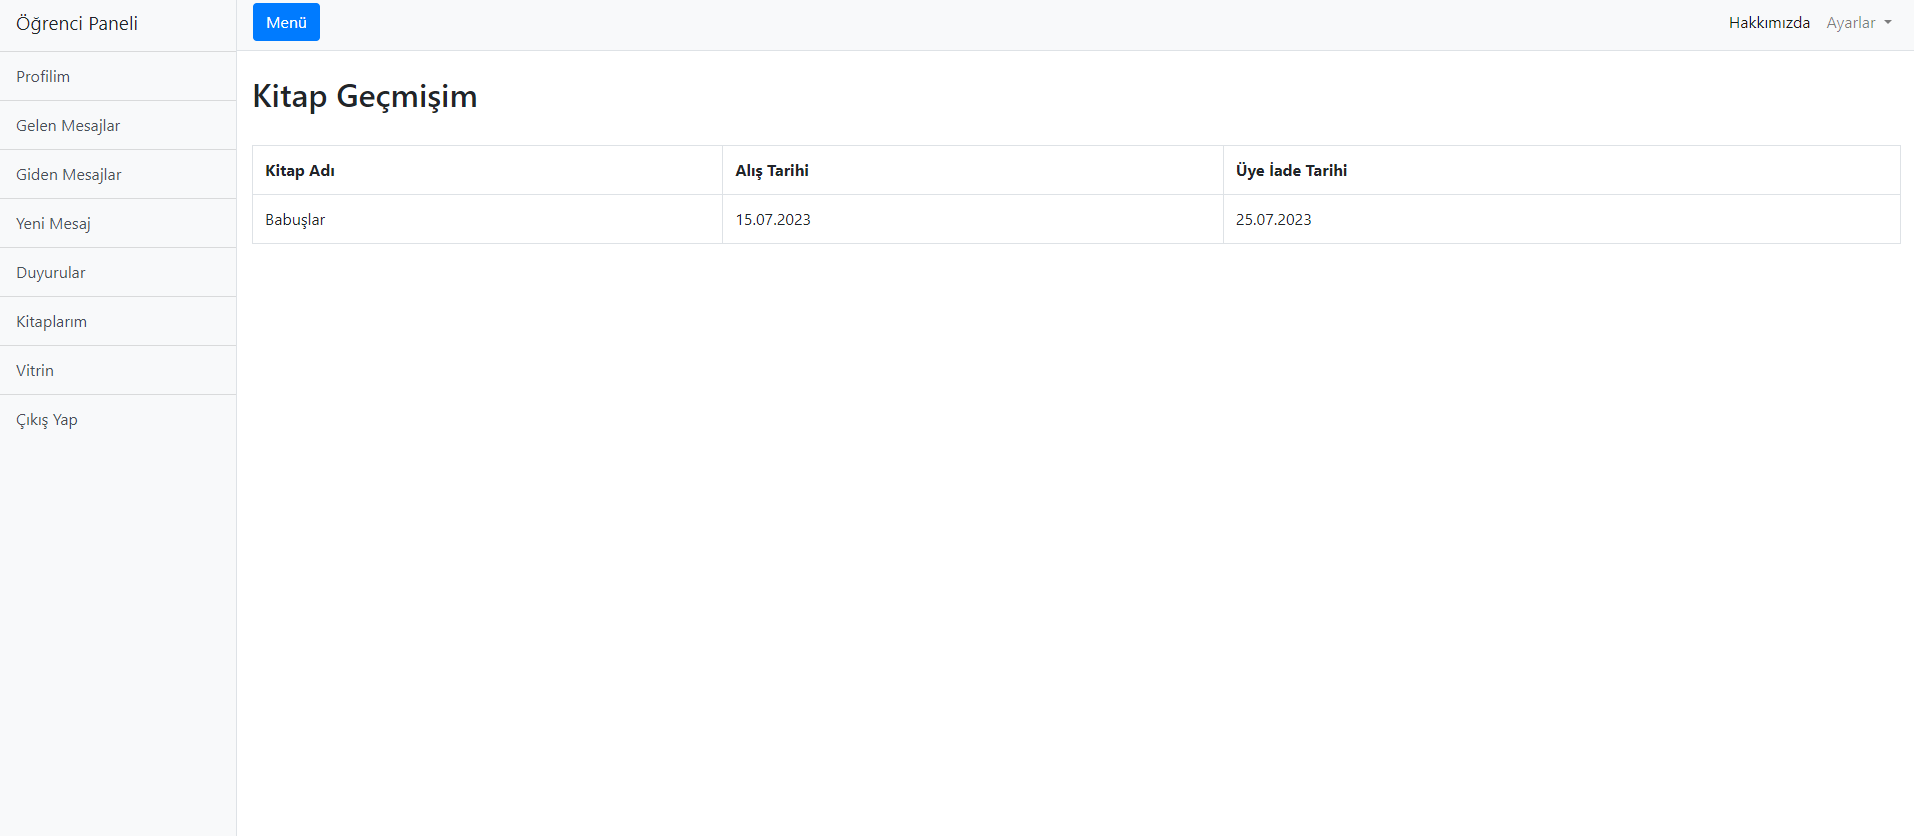 Öğrenci Paneli
Menü
Hakkımızda
Ayarlar
Profilim
Gelen Mesajlar
Giden Mesajlar
Yeni Mesaj
Duyurular
Kitaplarım
Vitrin
Çıkış Yap
Kitap Geçmişim
Kitap Adı Alış Tarihi Üye İade Tarihi
Babuşlar 15.07.2023 25.07.2023